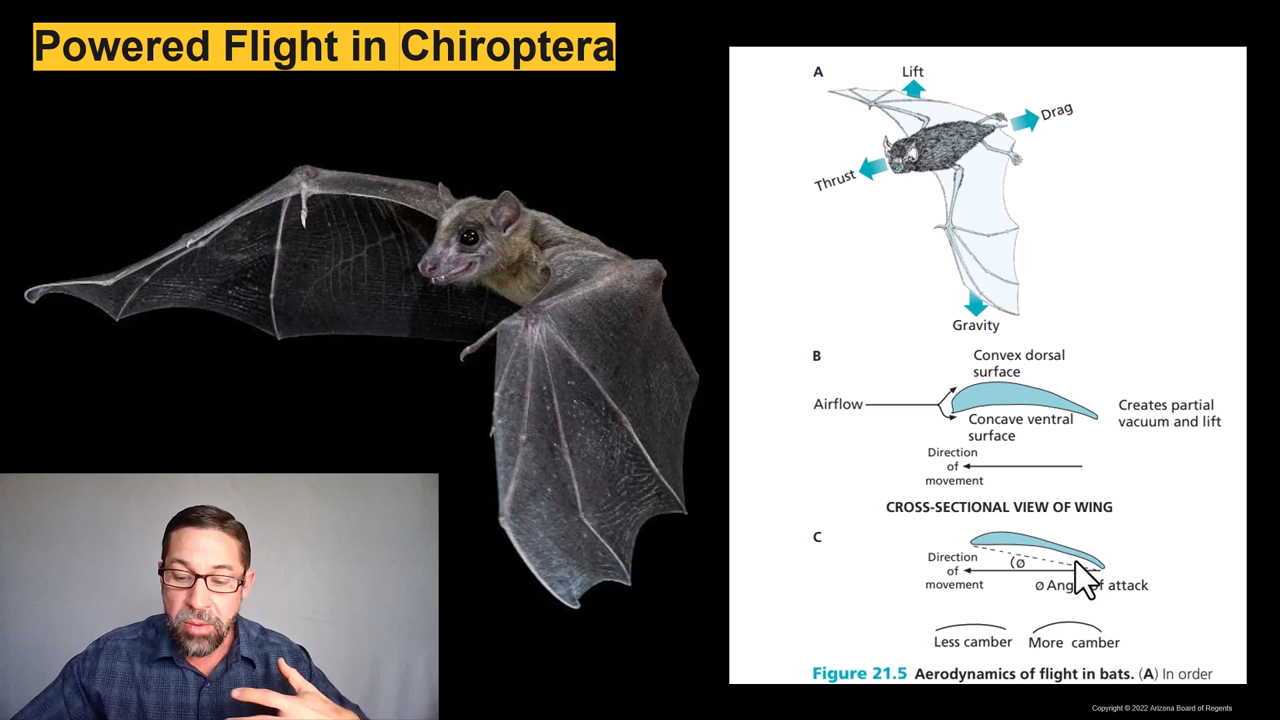 Powered Flight in Chiroptera
A
Lift
Drag
Thrust
Gravity
B
Convex dorsal
surface
Airflow
Concave ventral
surface
Creates partial
vacuum and lift
Direction
of
movement
CROSS-SECTIONAL VIEW OF WING
C
Direction
of
movement
(Ø
Ø Ang of attack
Less camber
More camber
Figure 21.5 Aerodynamics of flight in bats. (A) In order
Copyright © 2022 Arizona Board of Regents